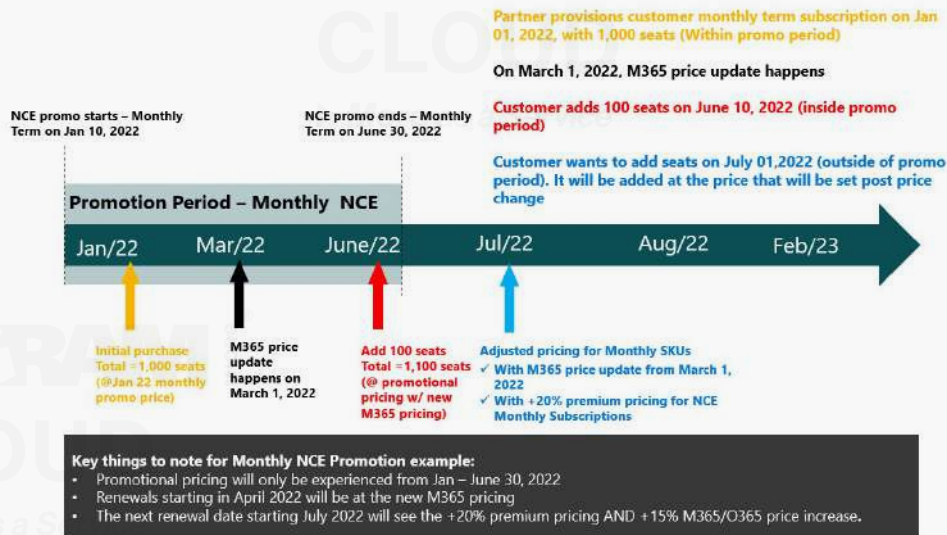 CLOUD
Partner provisions customer monthly term subscription on Jan
01, 2022, with 1,000 seats (Within promo period)
On March 1, 2022, M365 price update happens
Customer adds 100 seats on June 10, 2022 (inside promo
period)
Customer wants to add seats on July 01,2022 (outside of promo
period). It will be added at the price that will be set post price
change
NCE promo starts – Monthly
Term on Jan 10, 2022
NCE promo ends – Monthly
Term on June 30, 2022
Promotion Period – Monthly NCE
Jan/22
Mar/22
June/22
Jul/22
Aug/22
Feb/23
Initial purchase
Total =1,000 seats
(@Jan 22 monthly
promo price)
M365 price
update
happens on
March 1, 2022
Add 100 seats
Total =1,100 seats
(@ promotional
pricing w/ new
M365 pricing)
Adjusted pricing for Monthly SKUs
✓ With M365 price update from March 1,
2022
✓ With +20% premium pricing for NCE
Monthly Subscriptions
Key things to note for Monthly NCE Promotion example:
• Promotional pricing will only be experienced from Jan – June 30, 2022
• Renewals starting in April 2022 will be at the new M365 pricing
• The next renewal date starting July 2022 will see the +20% premium pricing AND +15% M365/O365 price increase.